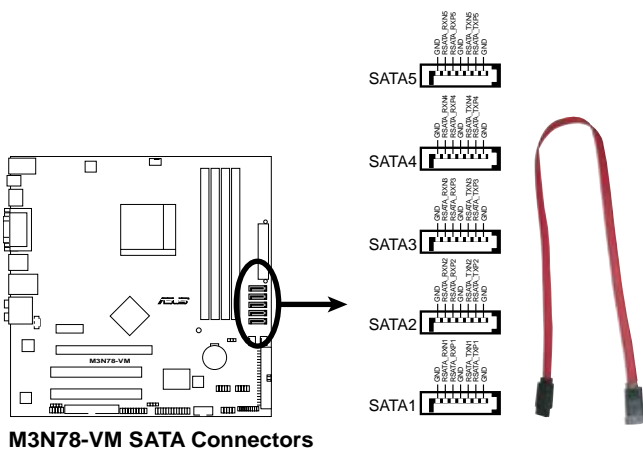 GND
RSATA_RXN5
RSATA_RXP5
GND
RSATA_TXN5
RSATA_TXP5
GND
SATA5
GND
RSATA_RXN4
RSATA_RXP4
GND
RSATA_TXN4
RSATA_TXP4
GND
SATA4
GND
RSATA_RXN3
RSATA_RXP3
GND
RSATA_TXN3
RSATA_TXP3
GND
SATA3
GND
RSATA_RXN2
RSATA_RXP2
GND
RSATA_TXN2
RSATA_TXP2
GND
SATA2
GND
RSATA_RXN1
RSATA_RXP1
GND
RSATA_TXN1
RSATA_TXP1
GND
SATA1
ASUS
M3N78-VM
M3N78-VM SATA Connectors